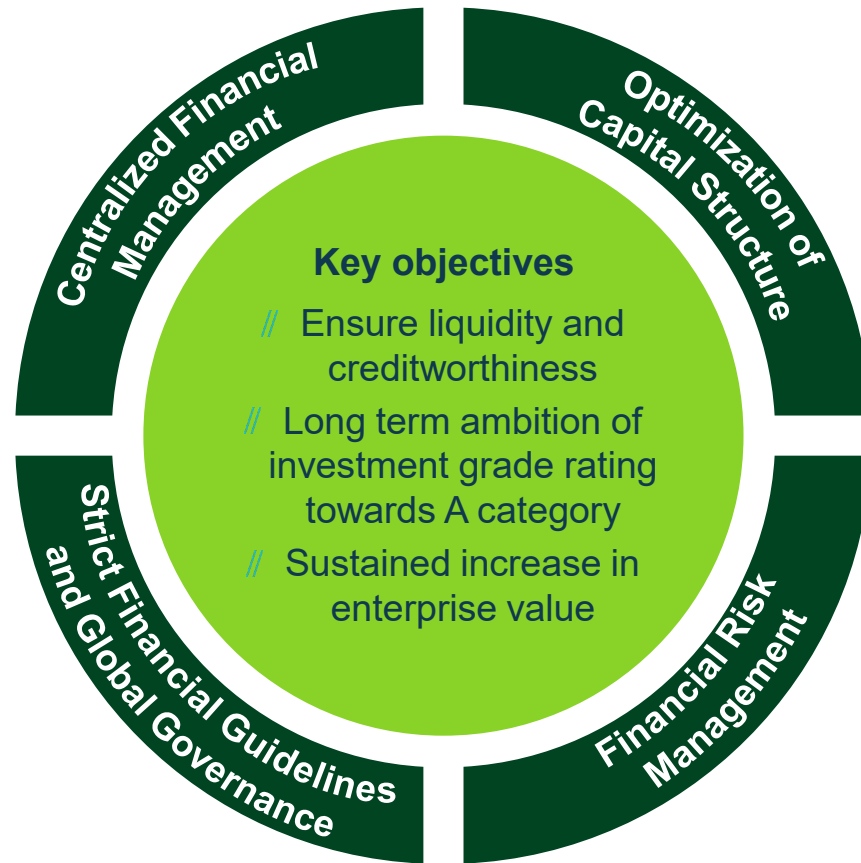 Centralized Financial
Management
Optimization of
Capital Structure
Key objectives
// Ensure liquidity and
creditworthiness
// Long term ambition of
investment grade rating
towards A category
// Sustained increase in
enterprise value
Strict Financial Guidelines
and Global Governance
Financial Risk
Management